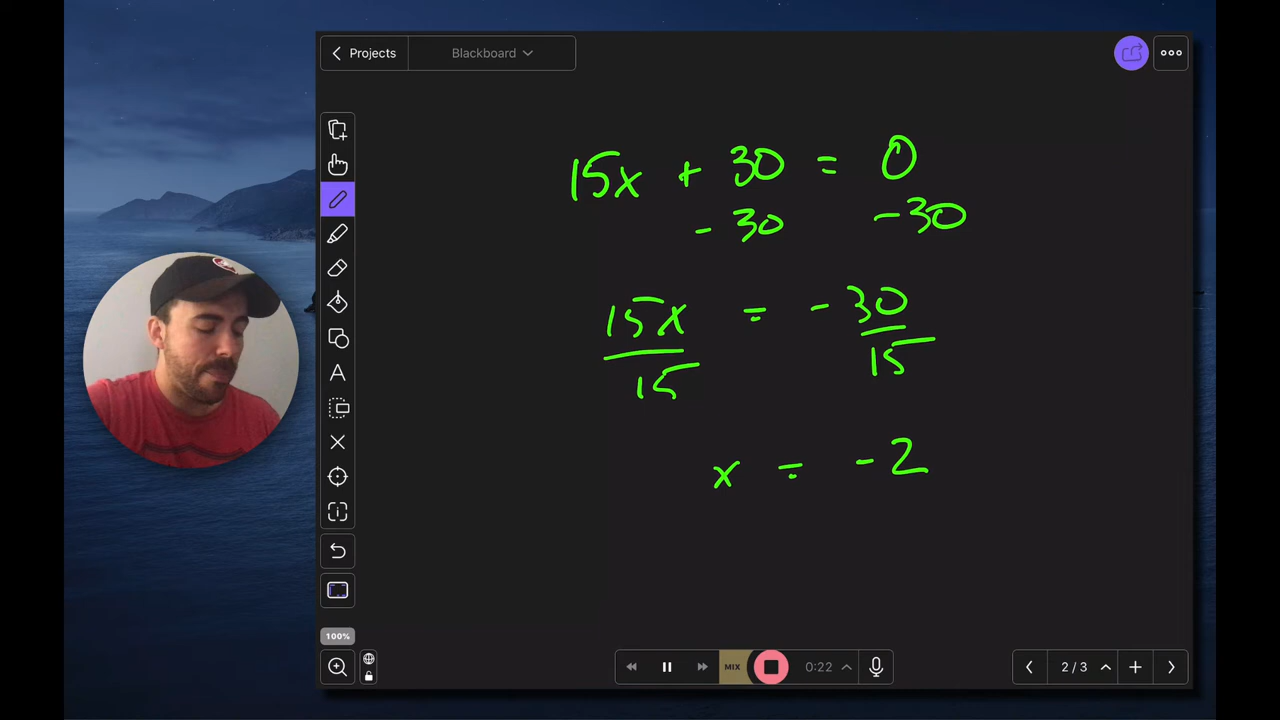 Projects
Blackboard
15x + 30 = 0
- 30 -30
15x = - 30
15 15
x = - 2
A
100%
MIX
0:22
2 / 3